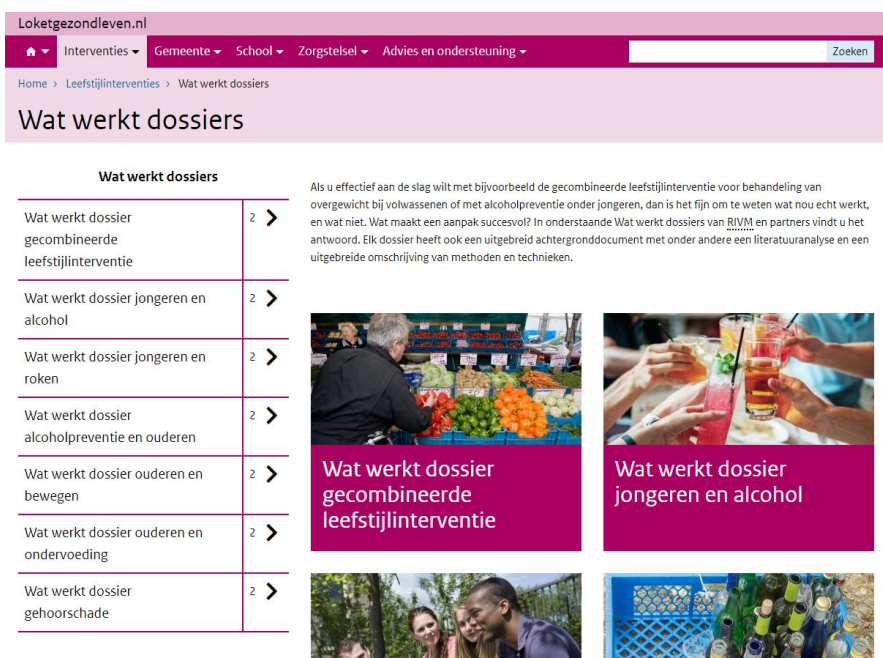 Loketgezondleven.nl
Interventies Gemeente School Zorgstelsel Advies en ondersteuning Zoeken
Home > Leefstijlinterventies > Wat werkt dossiers
Wat werkt dossiers
Wat werkt dossiers
Wat werkt dossier 2
gecombineerde
leefstijlinterventie
Wat werkt dossier jongeren en 2
alcohol
Wat werkt dossier jongeren en 2
roken
Wat werkt dossier 2
alcoholpreventie en ouderen
Wat werkt dossier ouderen en 2
bewegen
Wat werkt dossier ouderen en 2
ondervoeding
Wat werkt dossier 2
gehoorschade
Als u effectief aan de slag wilt met bijvoorbeeld de gecombineerde leefstijlinterventie voor behandeling van
overgewicht bij volwassenen of met alcoholpreventie onder jongeren, dan is het fijn om te weten wat nou echt werkt,
en wat niet. Wat maakt een aanpak succesvol? In onderstaande Wat werkt dossiers van RIVM en partners vindt u het
antwoord. Elk dossier heeft ook een uitgebreid achtergronddocument met onder andere een literatuuranalyse en een
uitgebreide omschrijving van methoden en technieken.
Wat werkt dossier
gecombineerde
leefstijlinterventie
Wat werkt dossier
jongeren en alcohol